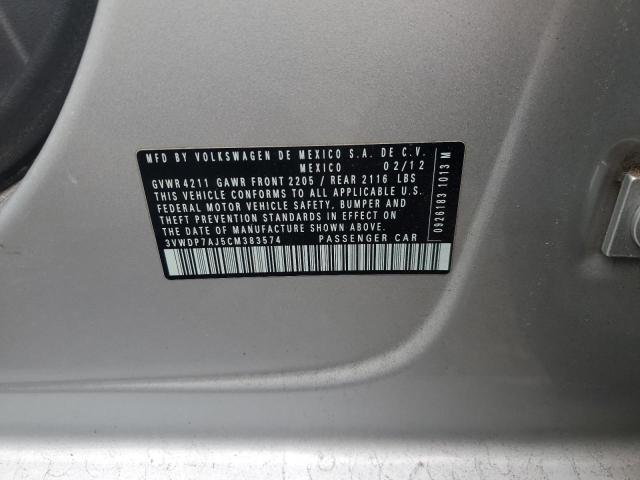 MFD BY VOLKSWAGEN DE MEXICO S.A. DE C.V.
MEXICO 02/12
GVWR 4211 GAWR FRONT 2205 / REAR 2116 LBS
THIS VEHICLE CONFORMS TO ALL APPLICABLE U.S.
FEDERAL MOTOR VEHICLE SAFETY, BUMPER AND
THEFT PREVENTION STANDARDS IN EFFECT ON
THE DATE OF MANUFACTURE SHOWN ABOVE.
3VWDP7AJ5CM383574 PASSENGER CAR
0926183 1013 M